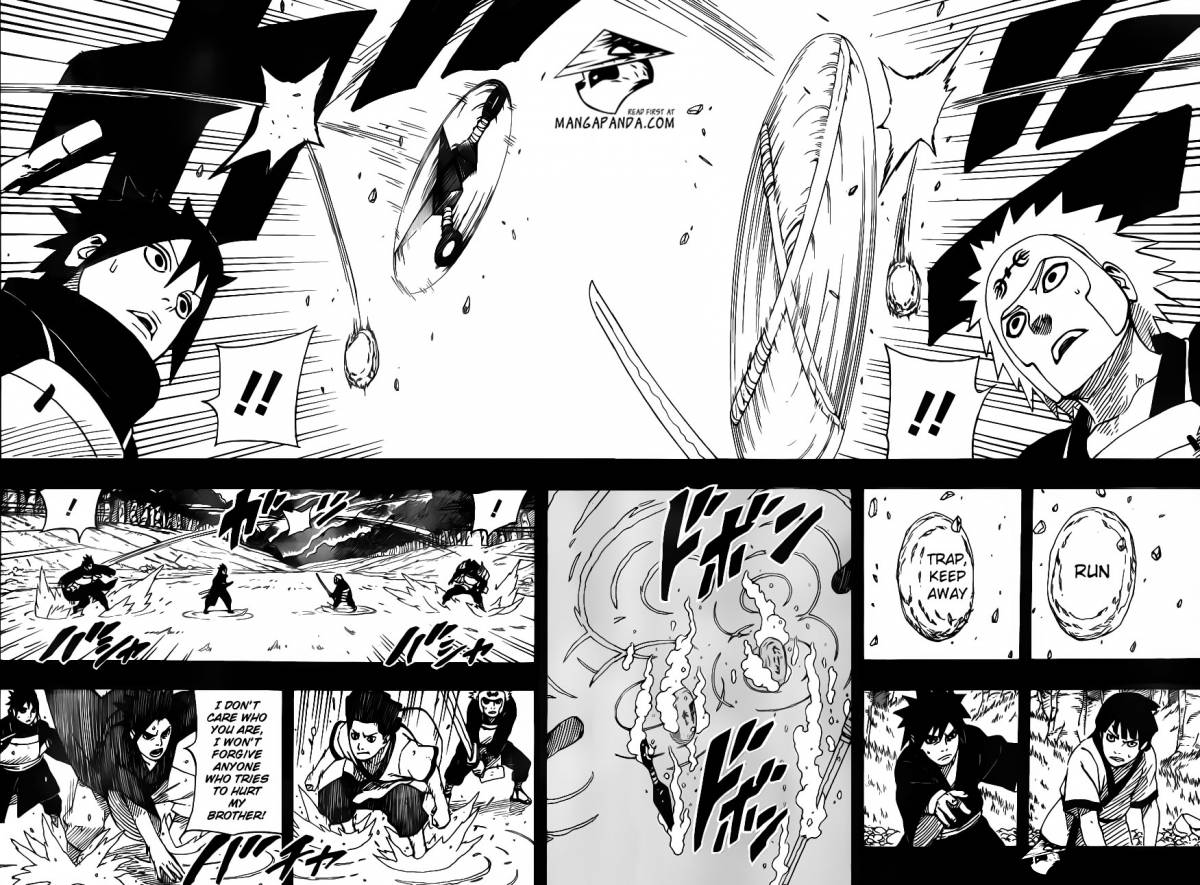 READ FIRST AT
MANGAPANDA.COM
!!
!!
RUN
TRAP,
KEEP
AWAY
ドボン
ドボン
!
ガッ
!
バシャ
バシャ
バチャ
I DON'T
CARE WHO
YOU ARE,
I WON'T
FORGIVE
ANYONE
WHO TRIES
TO HURT
MY
BROTHER!